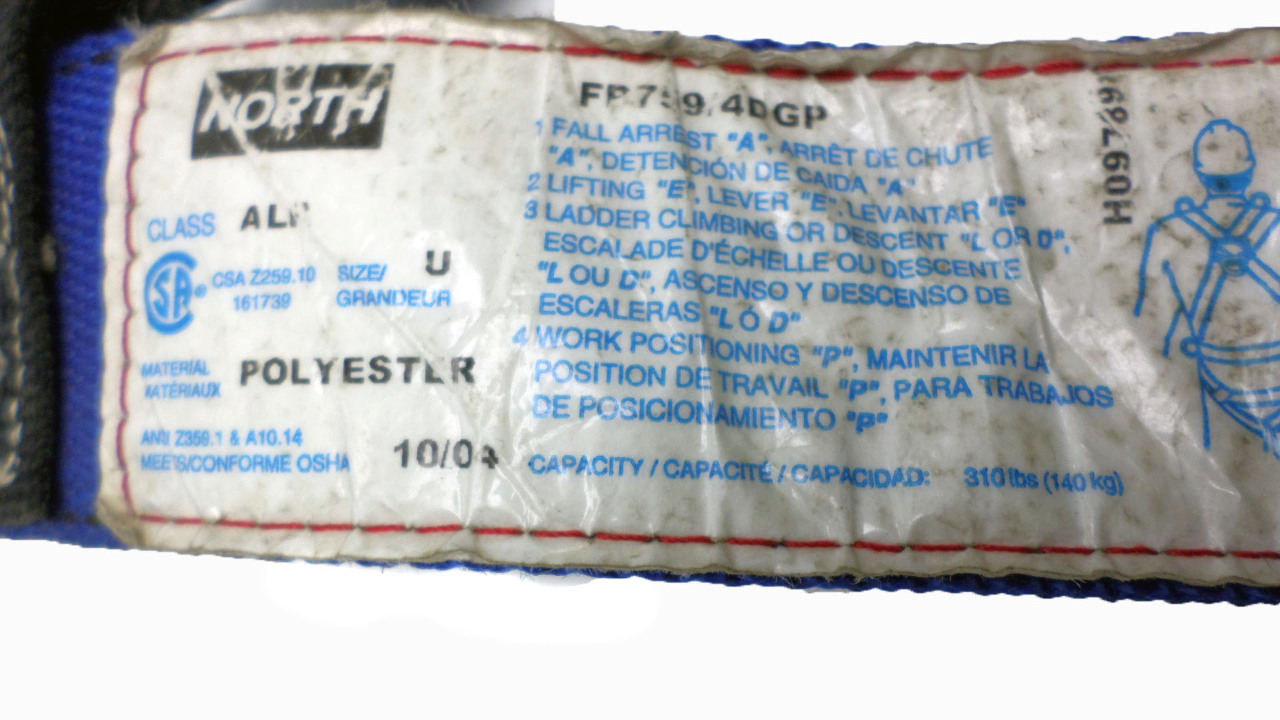 NORTH
CLASS
CSA Z259.10
161739
SIZE/ U
GRANDEUR
MATERIAL
MATÉRIAUX
POLYESTER
ANSI Z359.1 & A10.14
MEETS/CONFORME OSHA
10/04
1 FALL ARREST "A", ARRÊT DE CHUTE
"A", DETENCIÓN DE CAIDA "A"
2 LIFTING "E", LEVER "E", LEVANTAR "E"
3 LADDER CLIMBING OR DESCENT "L OR D",
ESCALADE D'ÉCHELLE OU DESCENTE
"L OU D", ASCENSO Y DESCENSO DE
ESCALERAS "L Ó D"
4 WORK POSITIONING "P", MAINTENIR LA
POSITION DE TRAVAIL "P", PARA TRABAJOS
DE POSICIONAMIENTO "P"
CAPACITY / CAPACITÉ / CAPACIDAD: 310 lbs (140 kg)